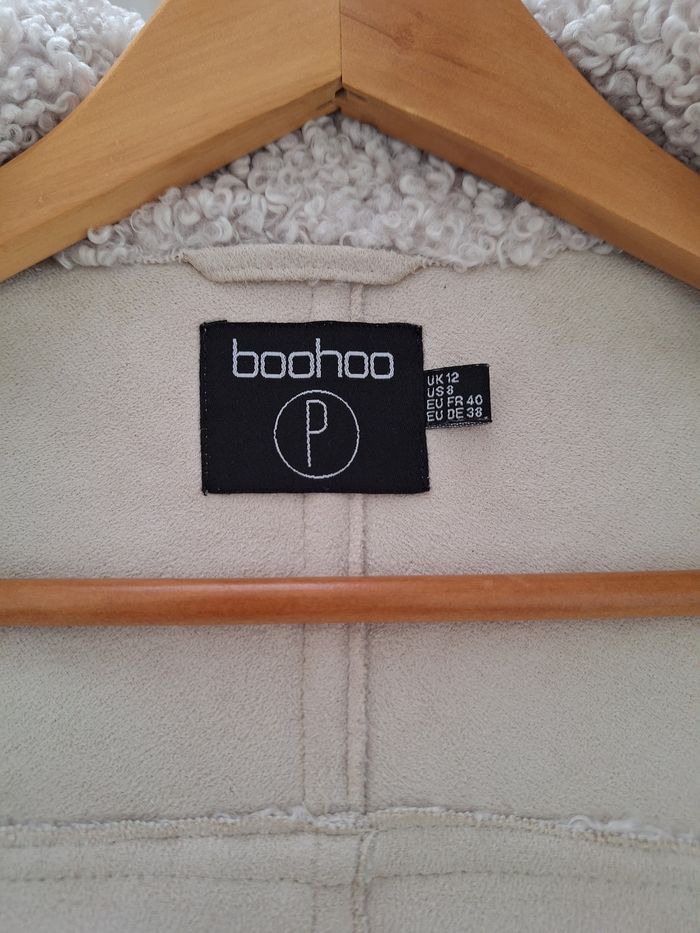 boohoo
P
UK 12
US 8
EU FR 40
EU DE 38